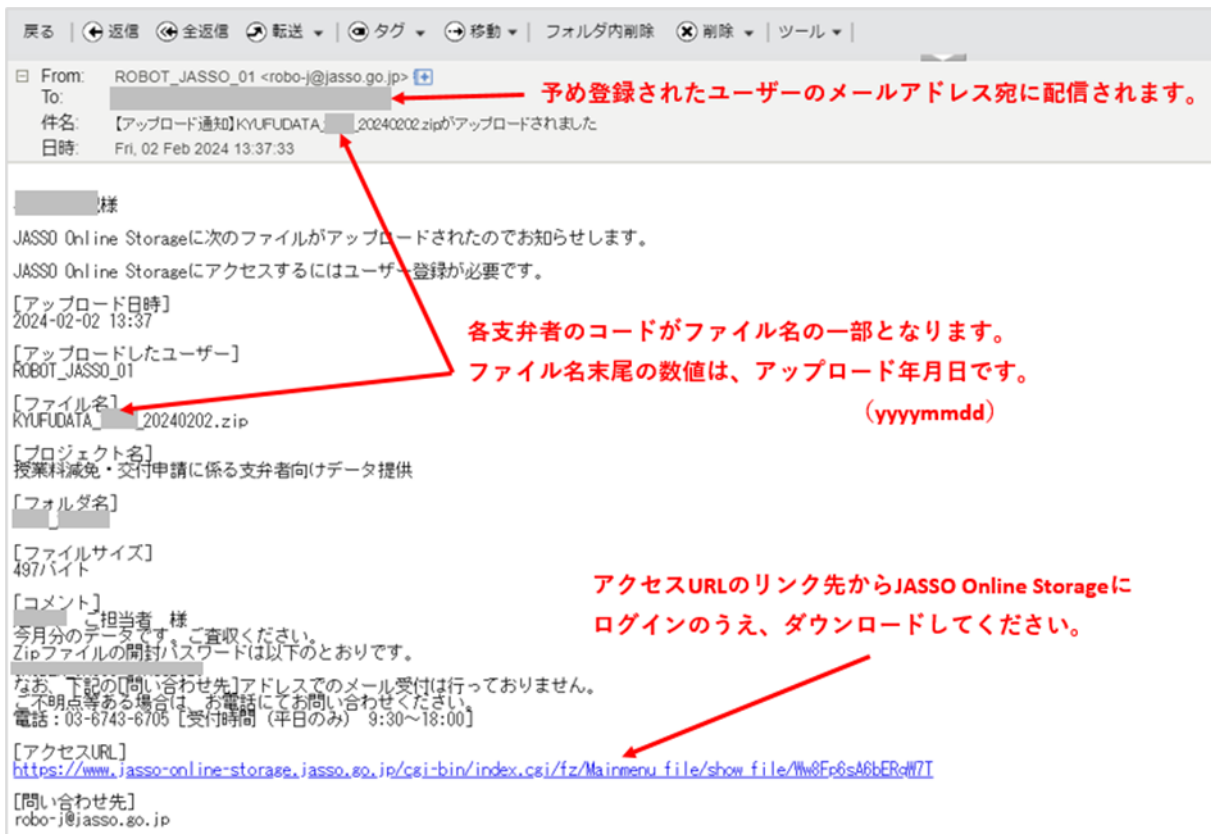 戻る 返信 全返信 転送 タグ 移動 フォルダ内削除 削除 ツール
From: ROBOT_JASSO_01 <robo-j@jasso.go.jp>
To:
予め登録されたユーザーのメールアドレス宛に配信されます。
件名: 【アップロード通知】KYUFUDATA_ _20240202.zipがアップロードされました
日時: Fri, 02 Feb 2024 13:37:33
様
JASSO Online Storageに次のファイルがアップロードされたのでお知らせします。
JASSO Online Storageにアクセスするにはユーザー登録が必要です。
[アップロード日時]
2024-02-02 13:37
各支弁者のコードがファイル名の一部となります。
[アップロードしたユーザー]
ROBOT_JASSO_01
ファイル名末尾の数値は、アップロード年月日です。
(yyyymmdd)
[ファイル名]
KYUFUDATA_ _20240202.zip
[プロジェクト名]
授業料減免・交付申請に係る支弁者向けデータ提供
[フォルダ名]
[ファイルサイズ]
497バイト
アクセスURLのリンク先からJASSO Online Storageに
ログインのうえ、ダウンロードしてください。
[コメント]
ご担当者 様
今月分のデータです。ご査収ください。
Zipファイルの開封パスワードは以下のとおりです。
なお、下記の[問い合わせ先]アドレスでのメール受付は行っておりません。
ご不明点等ある場合は、お電話にてお問い合わせください。
電話：03-6743-6705 [受付時間 (平日のみ) 9:30～18:00]
[アクセスURL]
https://www.jasso-online-storage.jasso.go.jp/cgi-bin/index.cgi/fz/Mainmenu_file/show_file/Ww8Fp6sA6bERqW7T
[問い合わせ先]
robo-j@jasso.go.jp